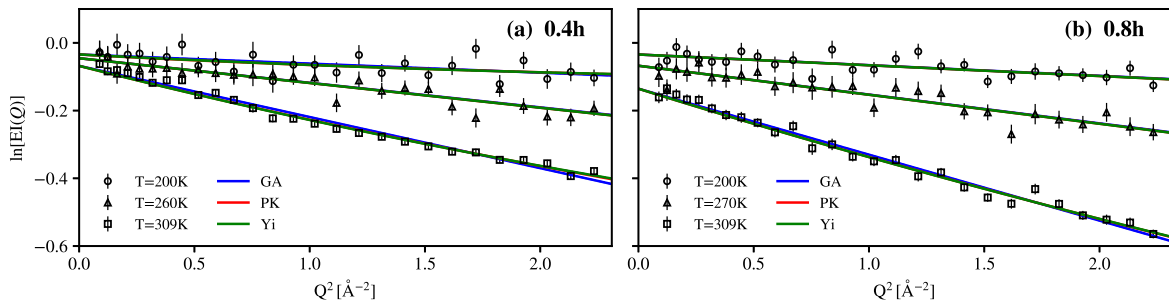 (a) 0.4h
(b) 0.8h
ln[EI(Q)]
0.0
−0.2
−0.4
−0.6
T=200K
T=260K
T=309K
GA
PK
Yi
T=200K
T=270K
T=309K
GA
PK
Yi
0.0 0.5 1.0 1.5 2.0
0.0 0.5 1.0 1.5 2.0
Q² [Å⁻²]
Q² [Å⁻²]